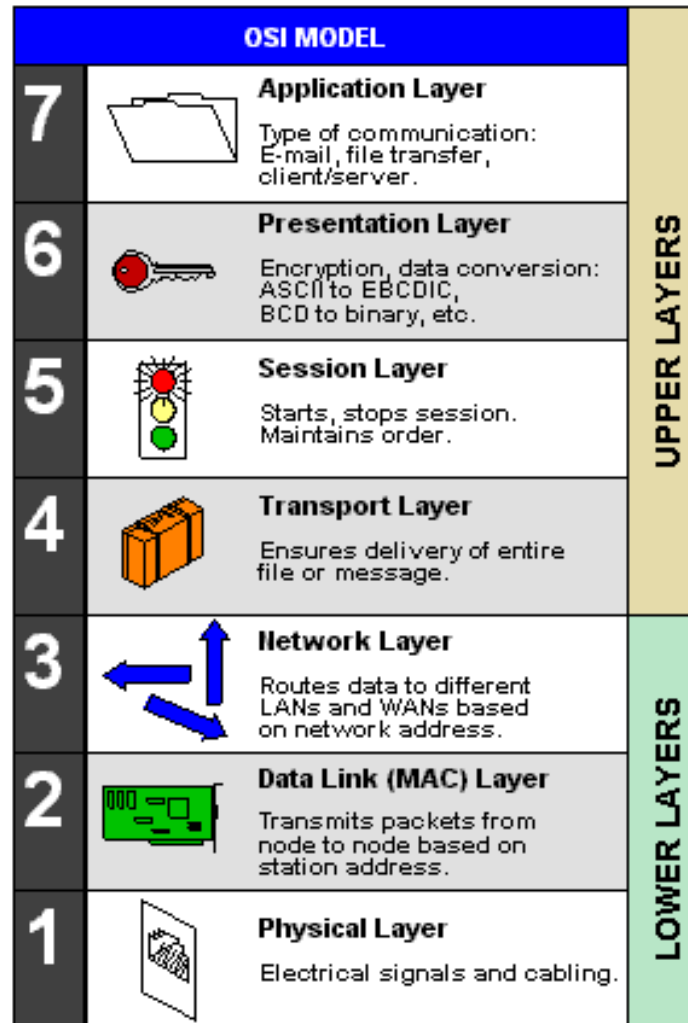 OSI MODEL
7
Application Layer
Type of communication:
E-mail, file transfer,
client/server.
6
Presentation Layer
Encryption, data conversion:
ASCII to EBCDIC,
BCD to binary, etc.
5
Session Layer
Starts, stops session.
Maintains order.
4
Transport Layer
Ensures delivery of entire
file or message.
UPPER LAYERS
3
Network Layer
Routes data to different
LANs and WANs based
on network address.
2
Data Link (MAC) Layer
Transmits packets from
node to node based on
station address.
1
Physical Layer
Electrical signals and cabling.
LOWER LAYERS